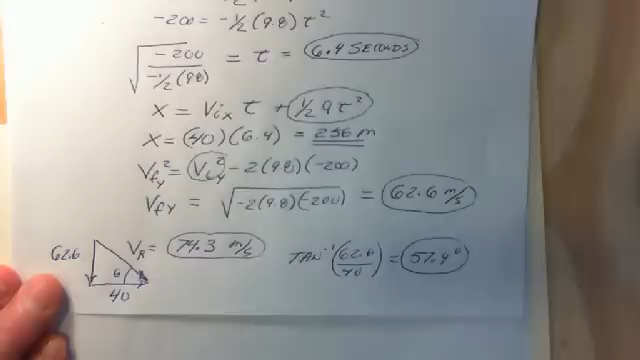 -200 = -1/2 (9.8) t²
√(-200 / -1/2 (9.8)) = t = 6.4 SECONDS
x = Vix t + 1/2 a t²
x = (40)(6.4) = 256 m
Vfy² = Viy² - 2(9.8)(-200)
Vfy = √(-2(9.8)(-200)) = 62.6 m/s
62.6 VR = 74.3 m/s TAN⁻¹(62.6/40) = 57.4°
θ
40